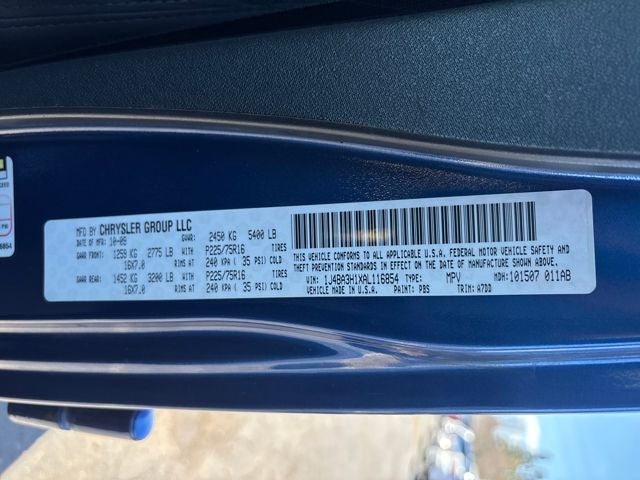 MFD BY CHRYSLER GROUP LLC
DATE OF MFR 10-09 GVWR: 2450 KG 5400 LB
GAWR FRONT: 1259 KG 2775 LB WITH P225/75R16 TIRES
16X7.0 RIMS AT 240 KPA ( 35 PSI) COLD
GAWR REAR: 1452 KG 3200 LB WITH P225/75R16 TIRES
16X7.0 RIMS AT 240 KPA ( 35 PSI) COLD
THIS VEHICLE CONFORMS TO ALL APPLICABLE U.S.A. FEDERAL MOTOR VEHICLE SAFETY AND
THEFT PREVENTION STANDARDS IN EFFECT ON THE DATE OF MANUFACTURE SHOWN ABOVE.
VIN: 1J4BA3H1XAL116854 TYPE: MPV MDH:101507 011AB
VEHICLE MADE IN U.S.A. PAINT: PBS TRIM: A7DD
6854